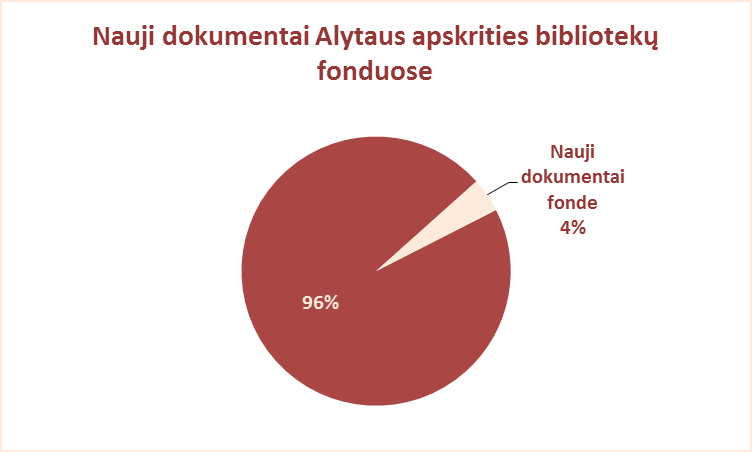 Nauji dokumentai Alytaus apskrities bibliotekų
fonduose
Nauji
dokumentai
fonde
4%
96%